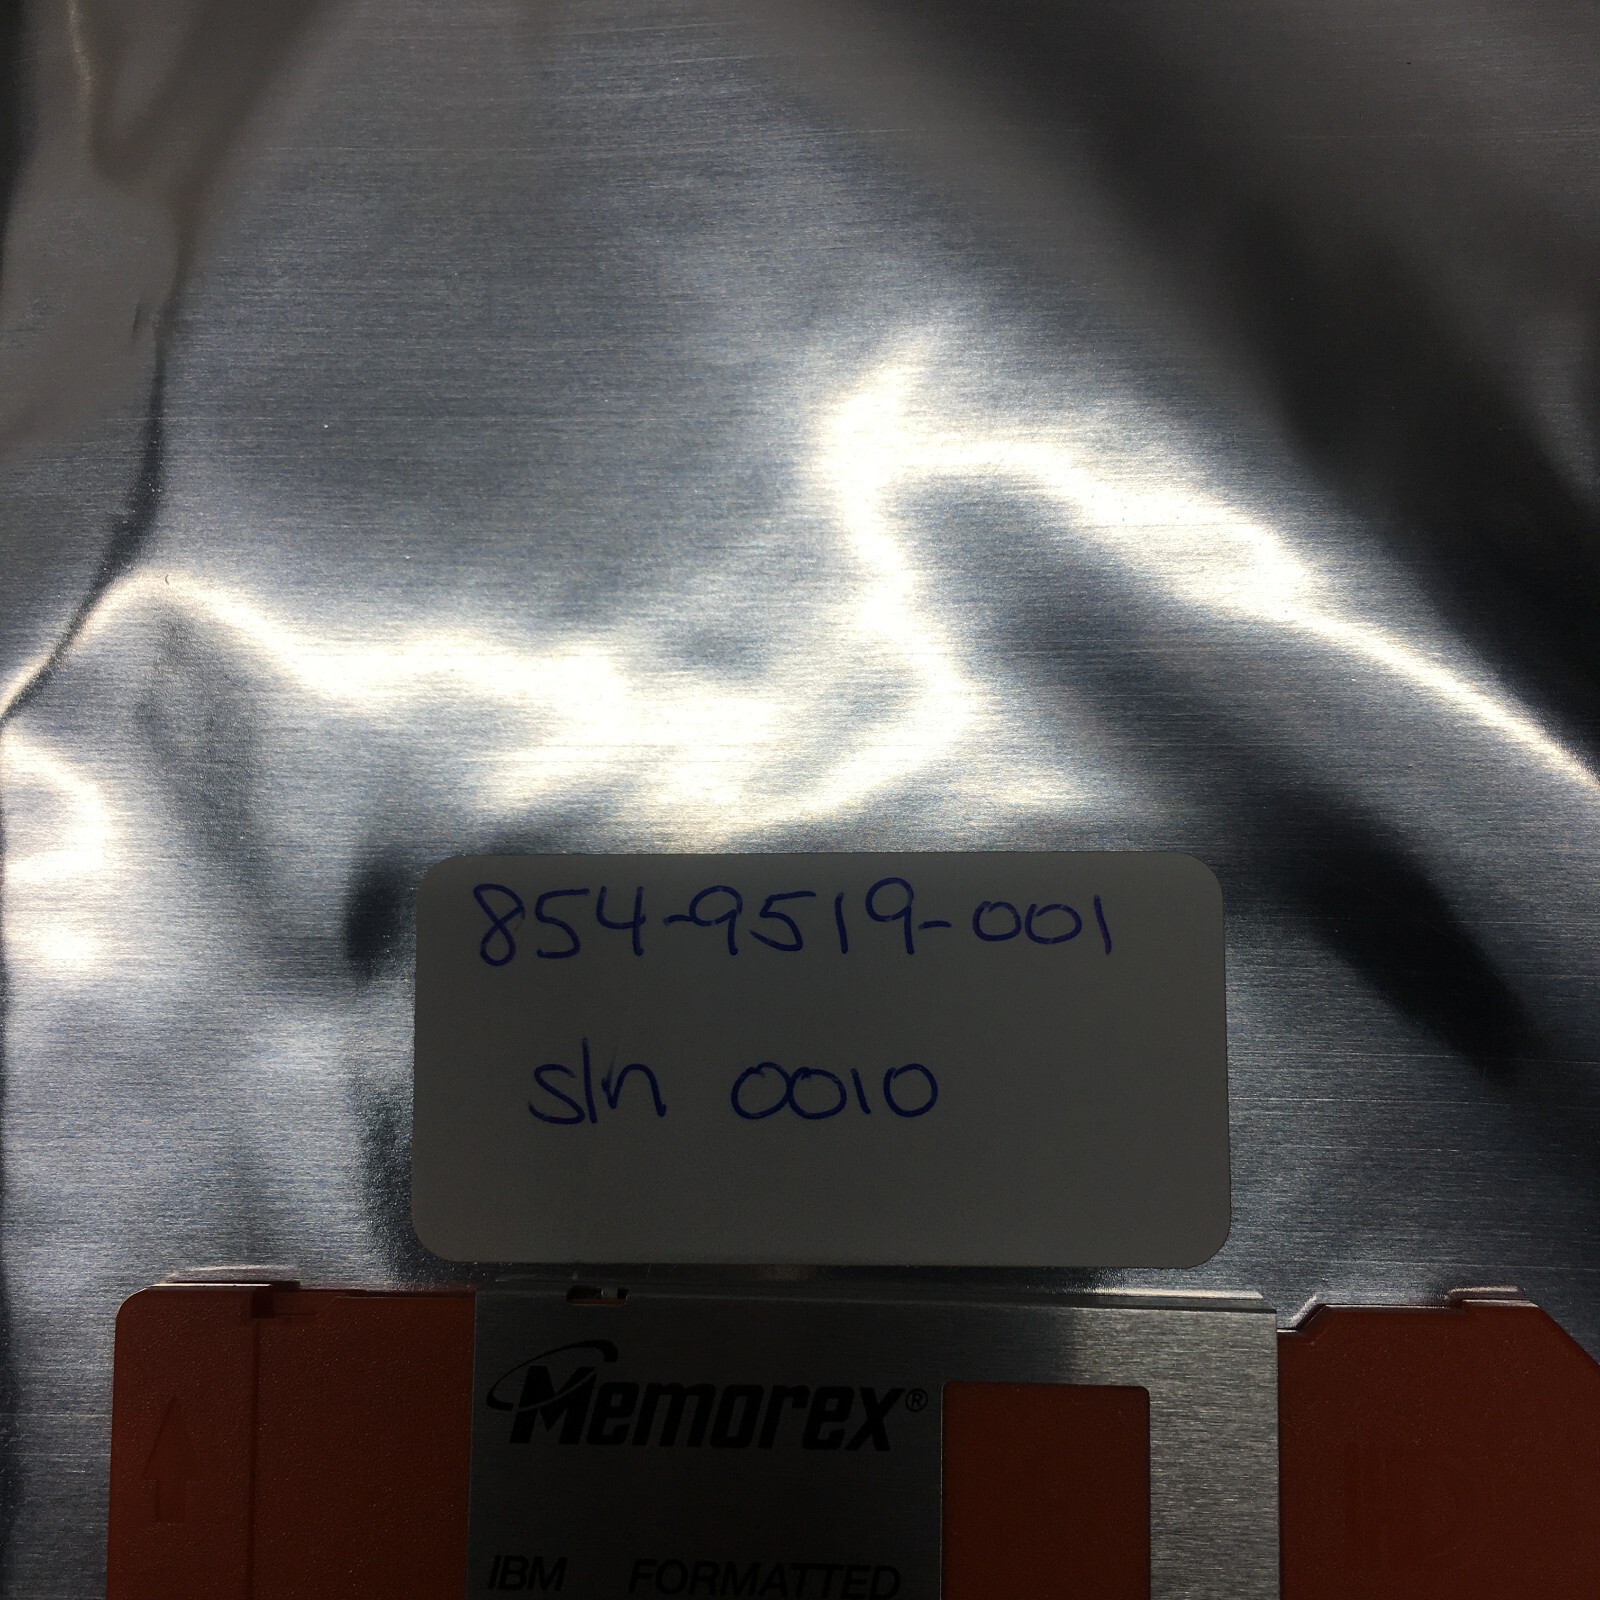 854-9519-001
s/n 0010
Memorex®
IBM FORMATTED